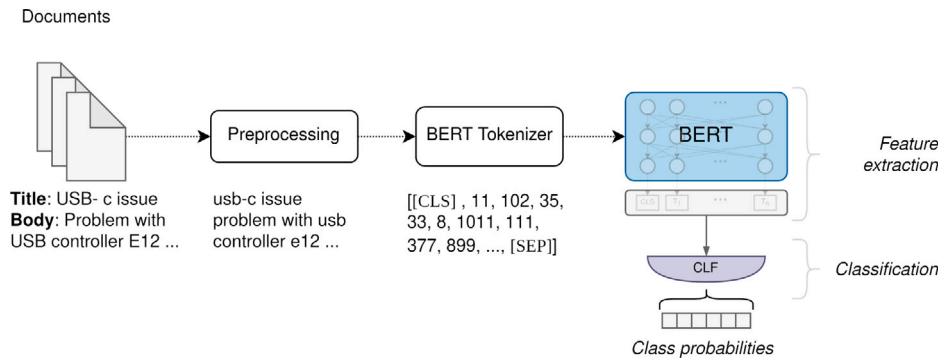 Documents
Preprocessing
BERT Tokenizer
BERT
Feature
extraction
Title: USB- c issue
Body: Problem with
USB controller E12 ...
usb-c issue
problem with usb
controller e12 ...
[[CLS] , 11, 102, 35,
33, 8, 1011, 111,
377, 899, ..., [SEP]]
... 
CLS T1 ... Tn
CLF
Classification
Class probabilities